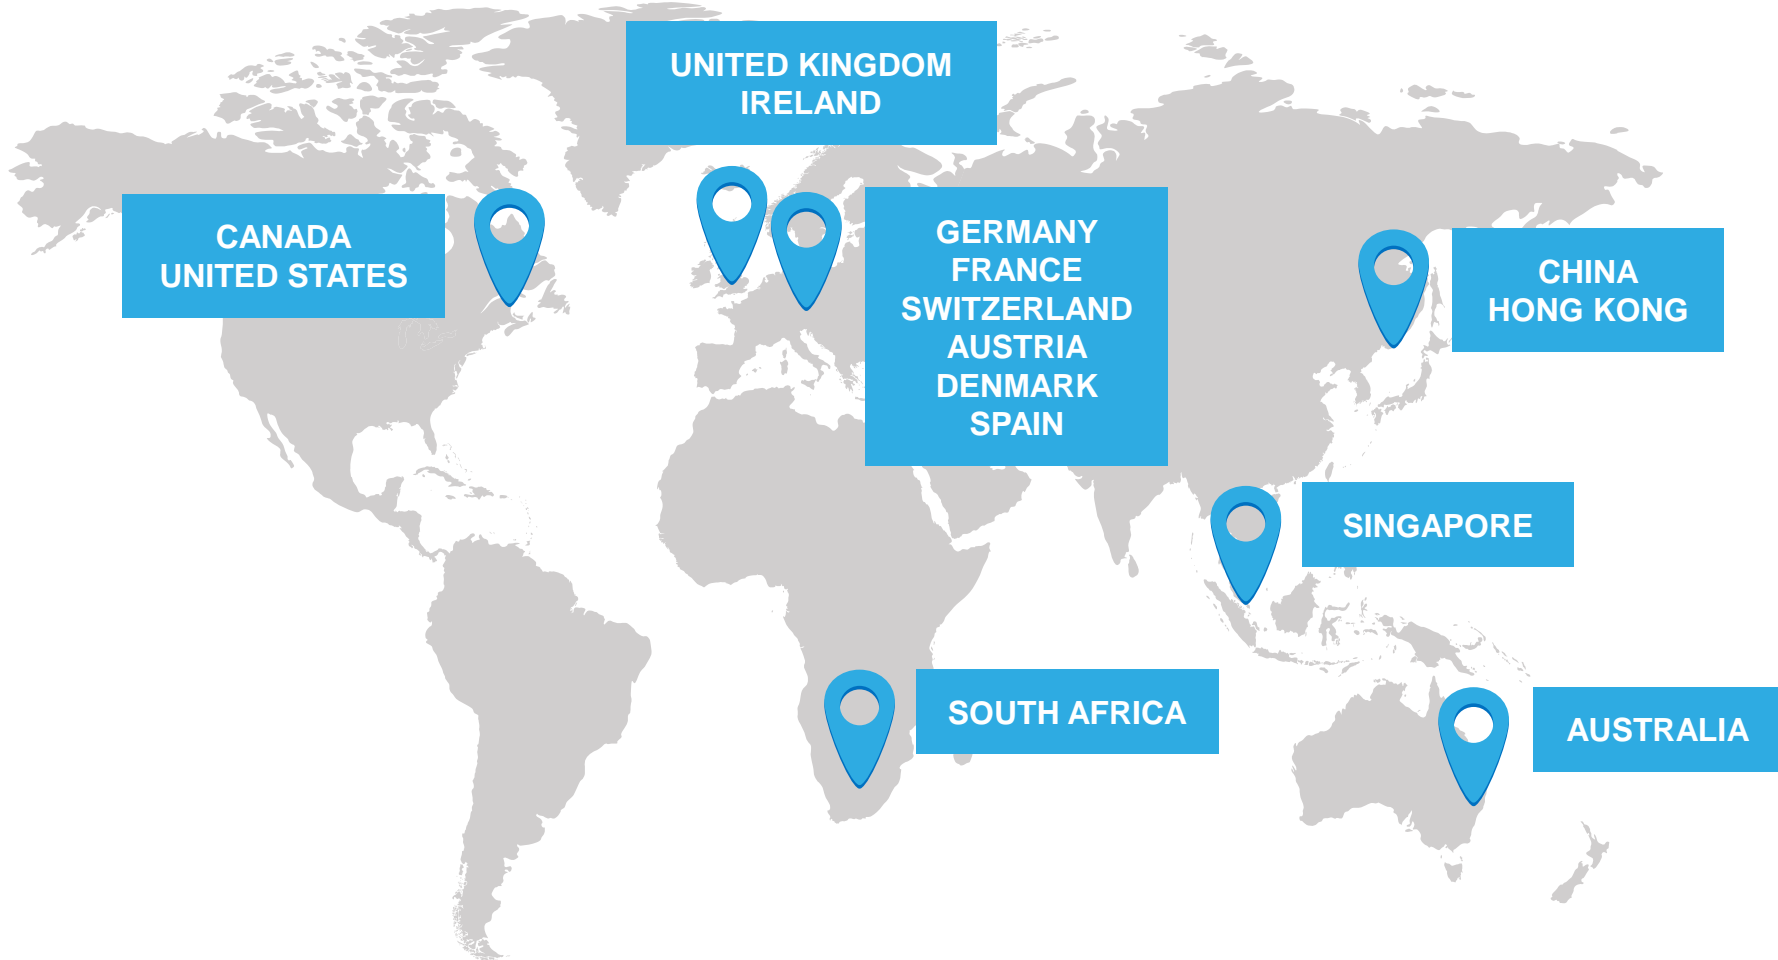 UNITED KINGDOM
IRELAND
CANADA
UNITED STATES
GERMANY
FRANCE
SWITZERLAND
AUSTRIA
DENMARK
SPAIN
CHINA
HONG KONG
SINGAPORE
SOUTH AFRICA
AUSTRALIA